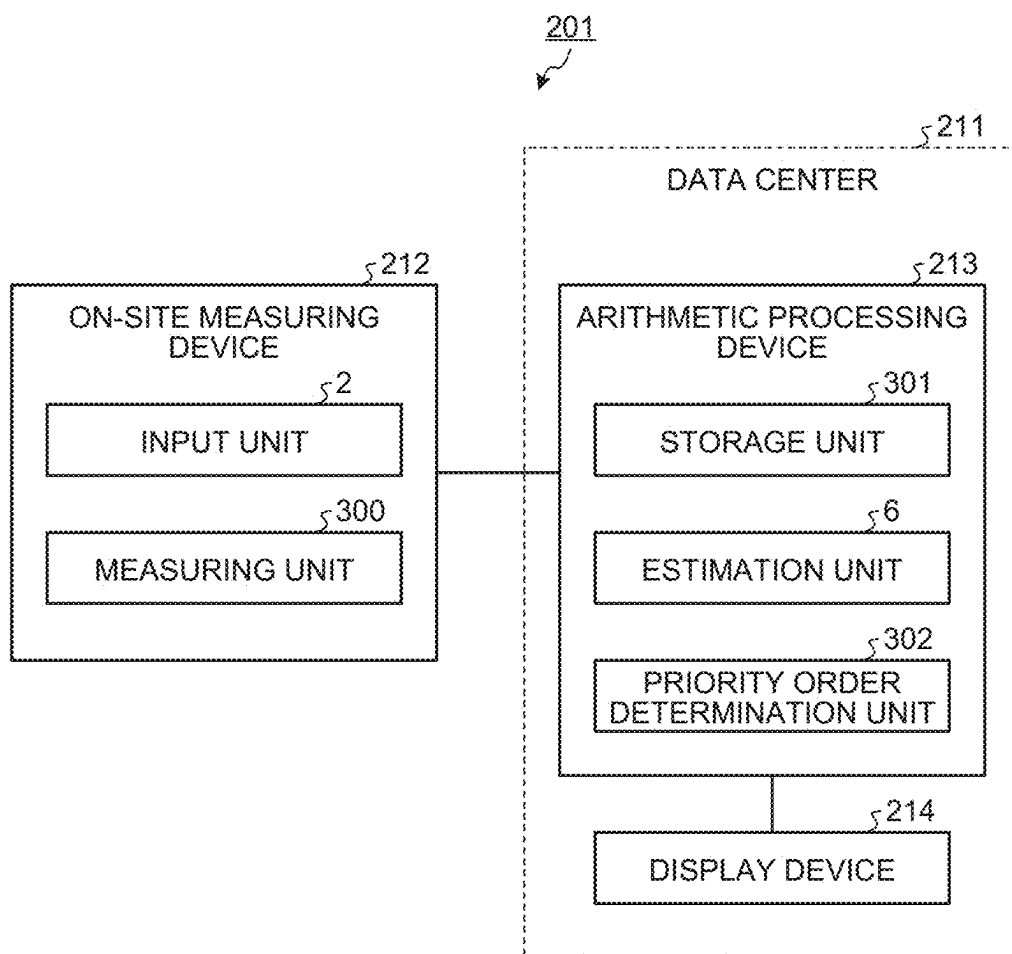 201
211
DATA CENTER
212
ON-SITE MEASURING
DEVICE
2
INPUT UNIT
300
MEASURING UNIT
213
ARITHMETIC PROCESSING
DEVICE
301
STORAGE UNIT
6
ESTIMATION UNIT
302
PRIORITY ORDER
DETERMINATION UNIT
214
DISPLAY DEVICE